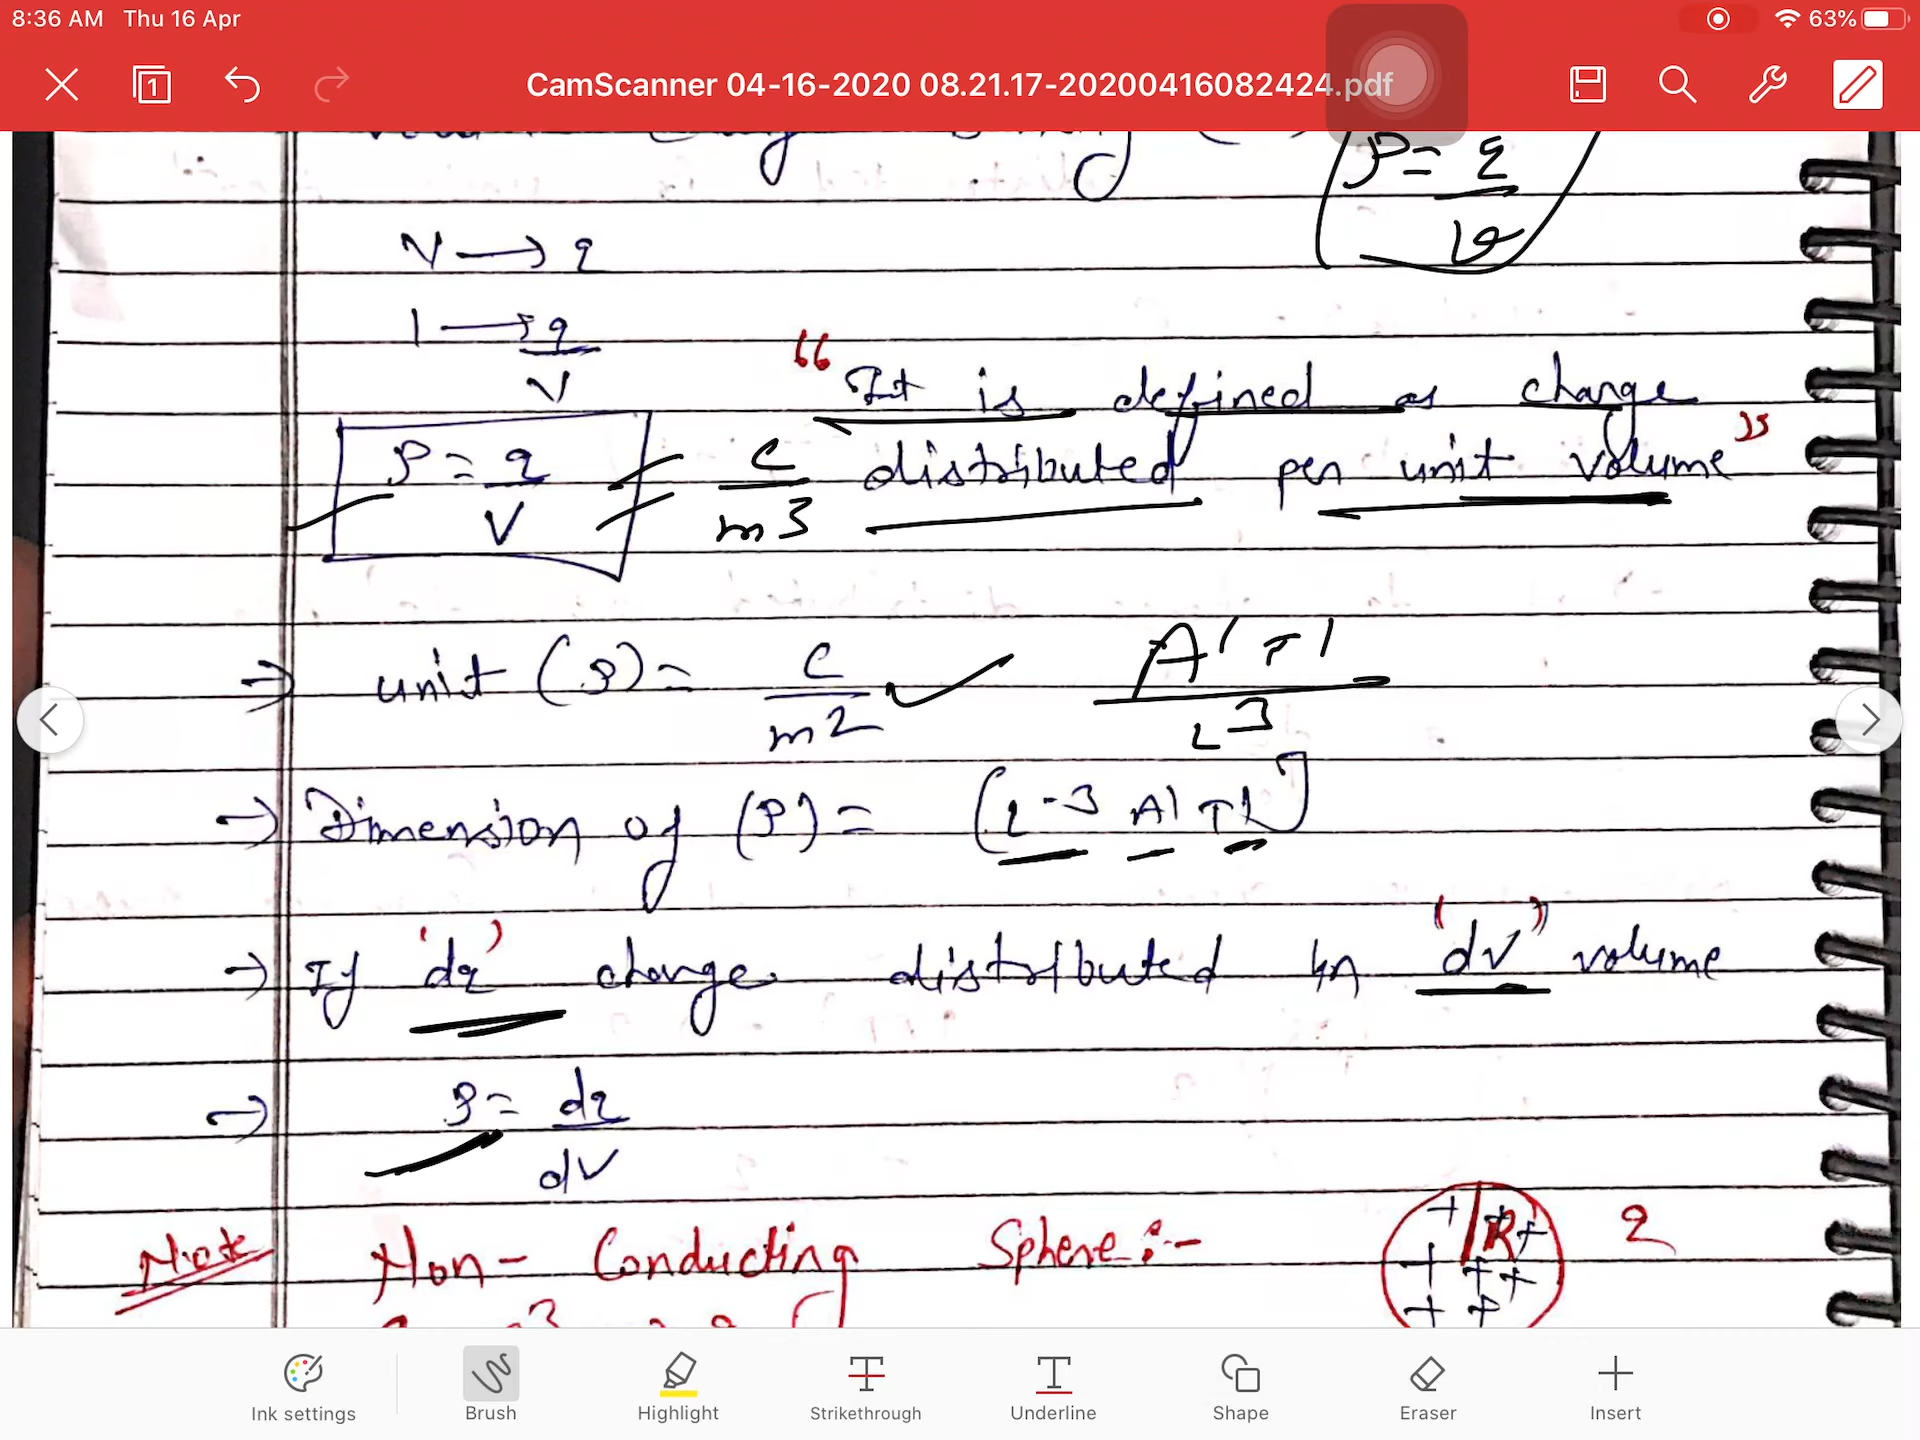 8:36 AM Thu 16 Apr
63%
1
CamScanner 04-16-2020 08.21.17-20200416082424.pdf
ρ = q/v
V → q
1 → q/V
“It is defined as charge
ρ = q/V C/m3 distributed per unit volume”
⇒ unit (ρ) = C/m2 ✓ A1 T1/L3
→ Dimension of (ρ) = [L-3 A1 T1]
→ If 'dq' charge distributed in "dv" volume
→ ρ = dq/dV
Note Non-Conducting Sphere :-
R q
Ink settings Brush Highlight Strikethrough Underline Shape Eraser Insert